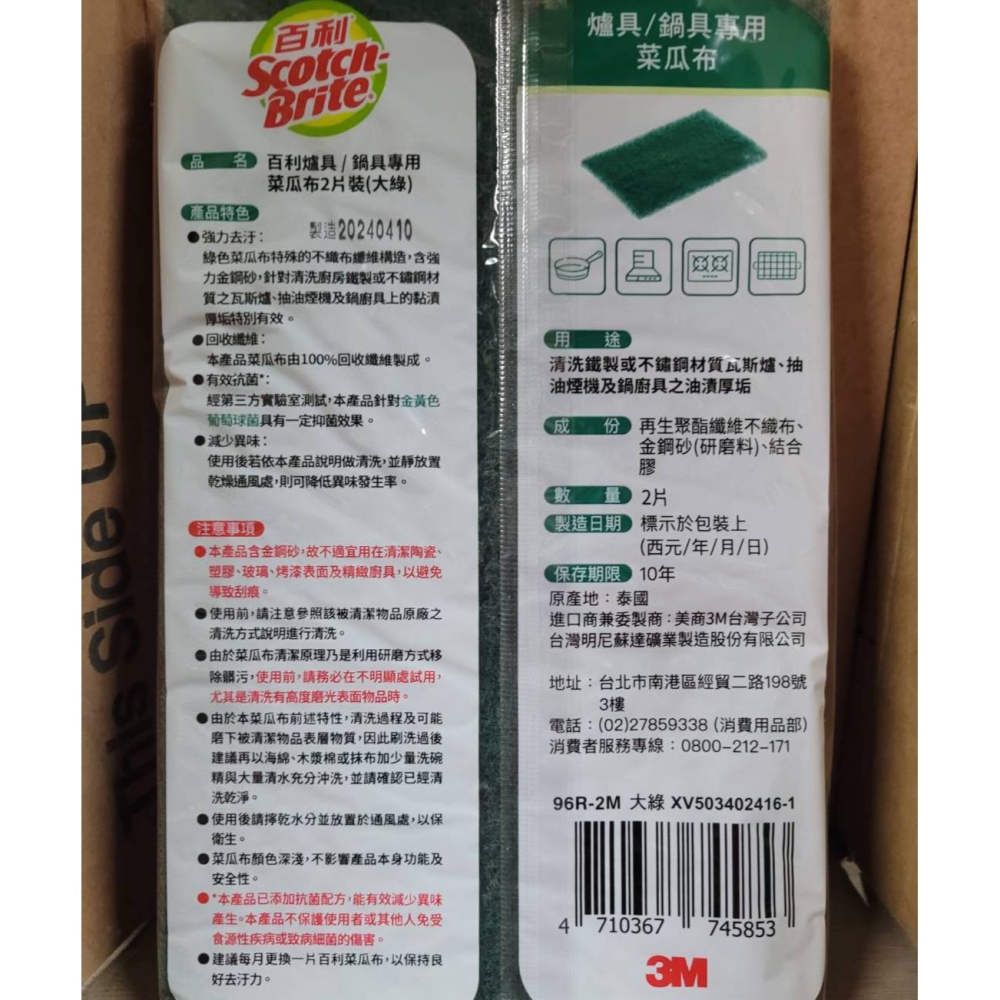 百利
Scotch-
Brite
品名 百利爐具/鍋具專用
菜瓜布2片裝(大綠)
產品特色
製造20240410
●強力去汙：
綠色菜瓜布特殊的不織布纖維構造，含強
力金鋼砂，針對清洗廚房鐵製或不鏽鋼材
質之瓦斯爐、抽油煙機及鍋廚具上的黏漬
厚垢特別有效。
●回收纖維：
本產品菜瓜布由100%回收纖維製成。
●有效抗菌*：
經第三方實驗室測試，本產品針對金黃色
葡萄球菌具有一定抑菌效果。
●減少異味：
使用後若依本產品說明做清洗，並靜放置
乾燥通風處，則可降低異味發生率。
注意事項
●本產品含金鋼砂，故不適宜用在清潔陶瓷、
塑膠、玻璃、烤漆表面及精緻廚具，以避免
導致刮痕。
●使用前，請注意參照該被清潔物品原廠之
清洗方式說明進行清洗。
●由於菜瓜布清潔原理乃是利用研磨方式移
除髒污，使用前，請務必在不明顯處試用，
尤其是清洗有高度磨光表面物品時。
●由於本菜瓜布前述特性，清洗過程及可能
磨下被清潔物品表層物質，因此刷洗過後
建議再以海綿、木漿棉或抹布加少量洗碗
精與大量清水充分沖洗，並請確認已經清
洗乾淨。
●使用後請擰乾水分並放置於通風處，以保
衛生。
●菜瓜布顏色深淺，不影響產品本身功能及
安全性。
●*本產品已添加抗菌配方，能有效減少異味
產生。本產品不保護使用者或其他人免受
食源性疾病或致病細菌的傷害。
●建議每月更換一片百利菜瓜布，以保持良
好去汙力。
爐具/鍋具專用
菜瓜布
用途
清洗鐵製或不鏽鋼材質瓦斯爐、抽
油煙機及鍋廚具之油漬厚垢
成份 再生聚酯纖維不織布、
金鋼砂(研磨料)、結合
膠
數量 2片
製造日期 標示於包裝上
(西元/年/月/日)
保存期限 10年
原產地：泰國
進口商兼委製商：美商3M台灣子公司
台灣明尼蘇達礦業製造股份有限公司
地址：台北市南港區經貿二路198號
3樓
電話：(02)27859338 (消費用品部)
消費者服務專線：0800-212-171
96R-2M 大綠 XV503402416-1
4 710367 745853
3M
This Side UP